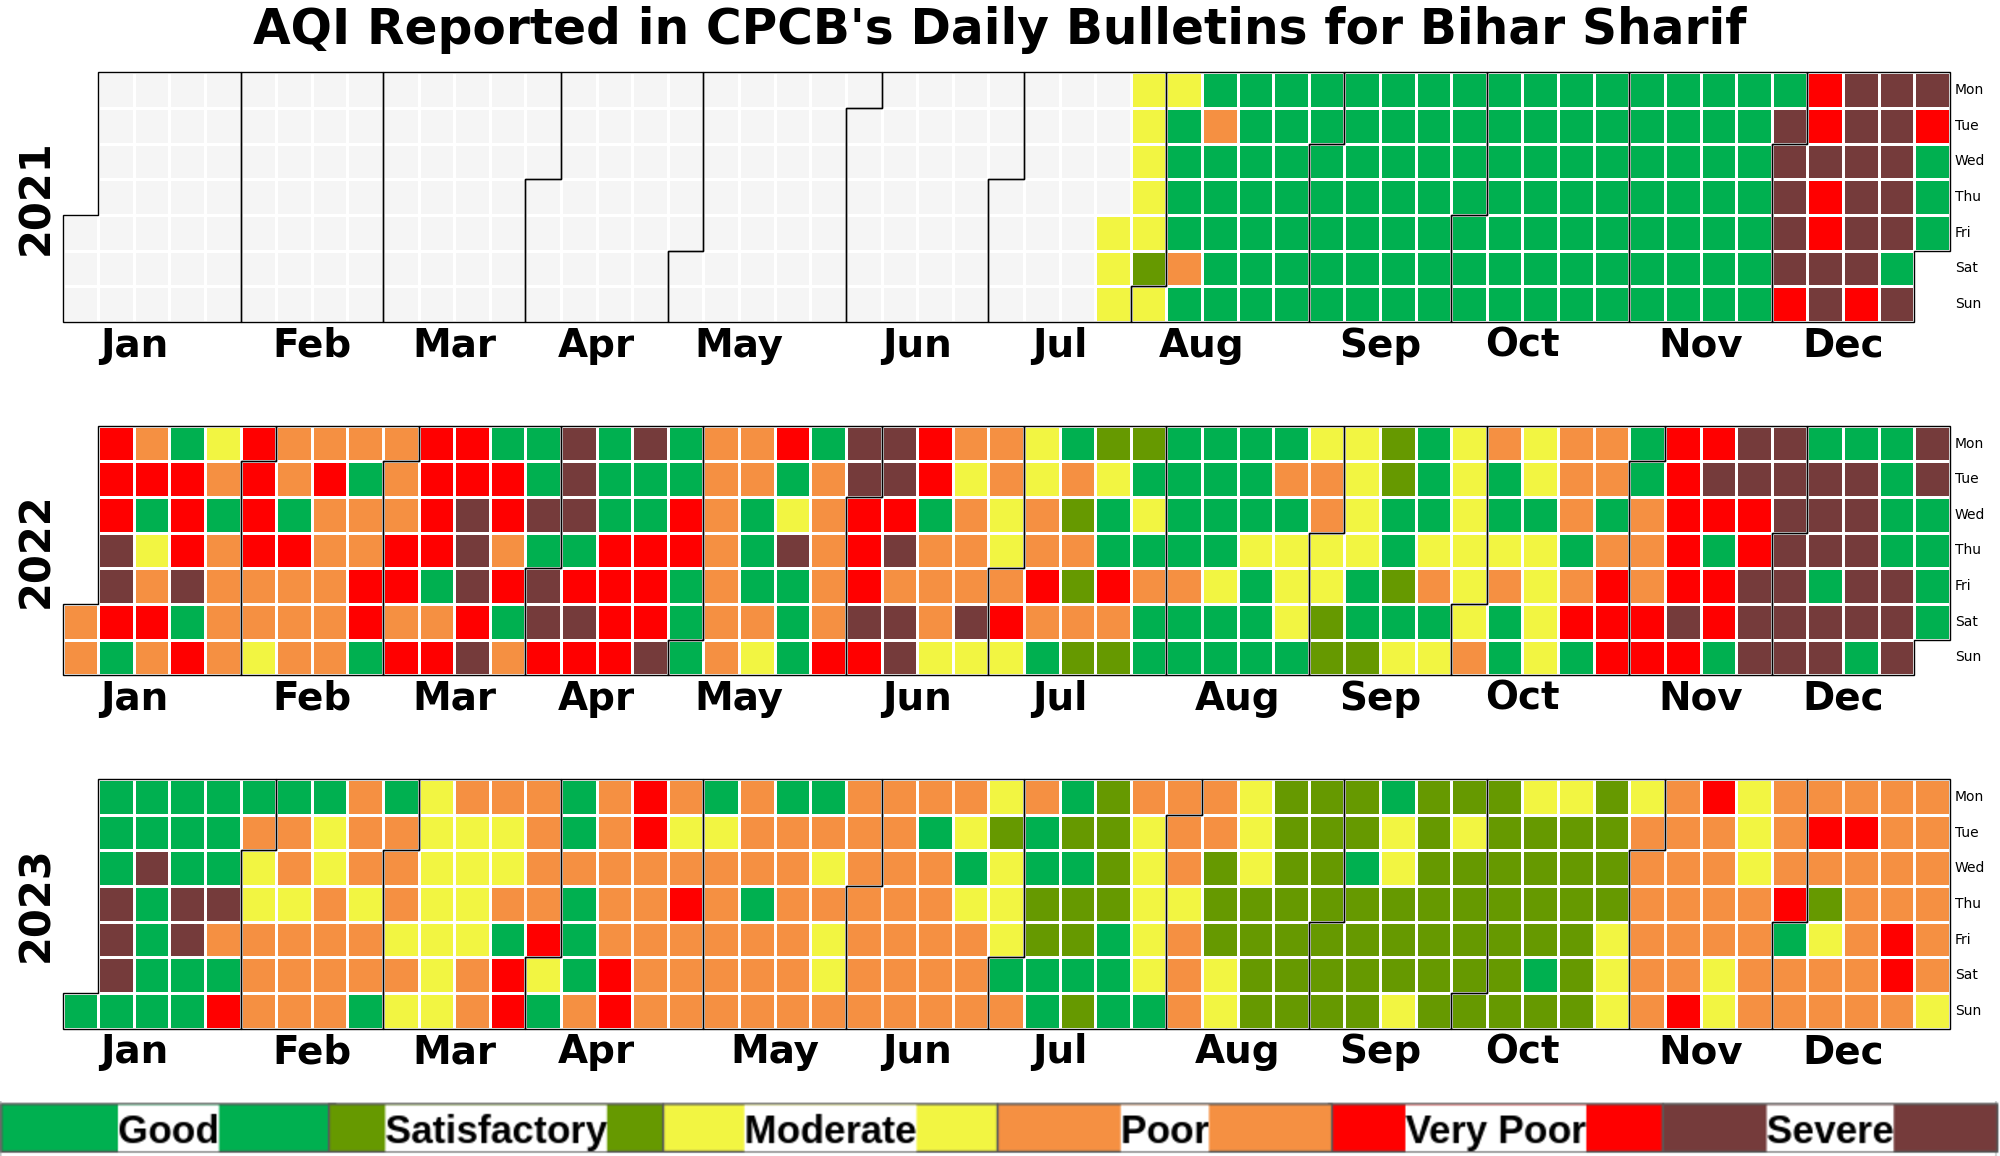 AQI Reported in CPCB's Daily Bulletins for Bihar Sharif
2021
Mon
Tue
Wed
Thu
Fri
Sat
Sun
Jan Feb Mar Apr May Jun Jul Aug Sep Oct Nov Dec
2022
Mon
Tue
Wed
Thu
Fri
Sat
Sun
Jan Feb Mar Apr May Jun Jul Aug Sep Oct Nov Dec
2023
Mon
Tue
Wed
Thu
Fri
Sat
Sun
Jan Feb Mar Apr May Jun Jul Aug Sep Oct Nov Dec
Good Satisfactory Moderate Poor Very Poor Severe